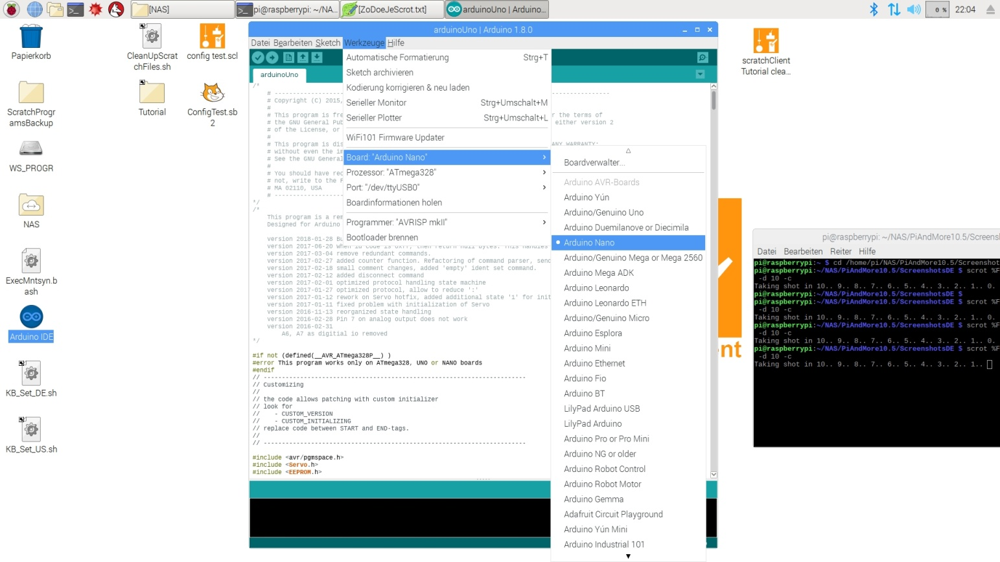 [NAS]
pi@raspberrypi: ~/NA...
[ZoDoeJeScrot.txt]
arduinoUno | Arduino...
0 %
22:04
Papierkorb
ScratchProgr
amsBackup
WS_PROGR
NAS
ExecMntsyn.b
ash
Arduino IDE
KB_Set_DE.sh
KB_Set_US.sh
CleanUpScrat
chFiles.sh
config test.scl
Tutorial
ConfigTest.sb
2
scratchClient
Tutorial clea...
arduinoUno | Arduino 1.8.0
Datei Bearbeiten Sketch Werkzeuge Hilfe
arduinoUno
/*
# ---------------------
# Copyright (C) 2015,
#
# This program is fre
r the terms of
# the GNU General Pub
either version 2
# of the License, or
#
# This program is dis
ANY WARRANTY;
# without even the im
# See the GNU General
#
# You should have rec
# not, write to the F
# MA 02110, USA
# ---------------------
*/
/*
This program is a rem
Designed for Arduino
version 2018-01-28 Bu
version 2017-06-20 when id code is 0xff, then return null bytes. This handles
version 2017-03-04 remove redundant commands.
version 2017-02-27 added counter function. Refactoring of command parser, send
version 2017-02-18 small comment changes, added 'empty' ident set command.
version 2017-02-12 added disconnect command
version 2017-02-01 optimized protocol handling state machine
version 2017-01-27 optimized protocol, allow to reduce ':'
version 2017-01-12 rework on Servo hotfix, added additional state '1' for init
version 2017-01-11 fixed problem with initialization of Servo
version 2016-11-13 reorganized state handling
version 2016-02-28 Pin 7 on analog output does not work
version 2016-02-31
A6, A7 as digitial io removed
*/
#if not (defined(__AVR_ATmega328P__) )
#error This program works only on ATmega328, UNO or NANO boards
#endif
// ------------------------------------------------------------------------
// Customizing
//
// the code allows patching with custom initializer
// look for
//    - CUSTOM_VERSION
//    - CUSTOM_INITIALIZING
// replace code between START and END-tags.
//
// ------------------------------------------------------------------------
#include <avr/pgmspace.h>
#include <Servo.h>
#include <EEPROM.h>
Automatische Formatierung Strg+T
Sketch archivieren
Kodierung korrigieren & neu laden
Serieller Monitor Strg+Umschalt+M
Serieller Plotter Strg+Umschalt+L
WiFi101 Firmware Updater
Board: "Arduino Nano"
Prozessor: "ATmega328"
Port: "/dev/ttyUSB0"
Boardinformationen holen
Programmer: "AVRISP mkII"
Bootloader brennen
Boardverwalter...
Arduino AVR-Boards
Arduino Yún
Arduino/Genuino Uno
Arduino Duemilanove or Diecimila
Arduino Nano
Arduino/Genuino Mega or Mega 2560
Arduino Mega ADK
Arduino Leonardo
Arduino Leonardo ETH
Arduino/Genuino Micro
Arduino Esplora
Arduino Mini
Arduino Ethernet
Arduino Fio
Arduino BT
LilyPad Arduino USB
LilyPad Arduino
Arduino Pro or Pro Mini
Arduino NG or older
Arduino Robot Control
Arduino Robot Motor
Arduino Gemma
Adafruit Circuit Playground
Arduino Yún Mini
Arduino Industrial 101
nt
pi@raspberrypi: ~/NAS/PiAndMore10.5/Screensho
Datei Bearbeiten Reiter Hilfe
pi@raspberrypi:~ $ cd /home/pi/NAS/PiAndMore10.5/Screenshot
pi@raspberrypi:~/NAS/PiAndMore10.5/ScreenshotsDE $ scrot %F
-d 10 -c
Taking shot in 10.. 9.. 8.. 7.. 6.. 5.. 4.. 3.. 2.. 1.. 0.
pi@raspberrypi:~/NAS/PiAndMore10.5/ScreenshotsDE $
pi@raspberrypi:~/NAS/PiAndMore10.5/ScreenshotsDE $ scrot %F
-d 10 -c
Taking shot in 10.. 9.. 8.. 7.. 6.. 5.. 4.. 3.. 2.. 1.. 0.
pi@raspberrypi:~/NAS/PiAndMore10.5/ScreenshotsDE $ scrot %F
-d 10 -c
Taking shot in 10.. 9.. 8.. 7.. 6.. 5.. 4.. 3.. 2.. 1.. 0.
pi@raspberrypi:~/NAS/PiAndMore10.5/ScreenshotsDE $ scrot %F
-d 10 -c
Taking shot in 10.. 9.. 8.. 7.. 6.. 5.. 4.. 3.. 2.. 1..